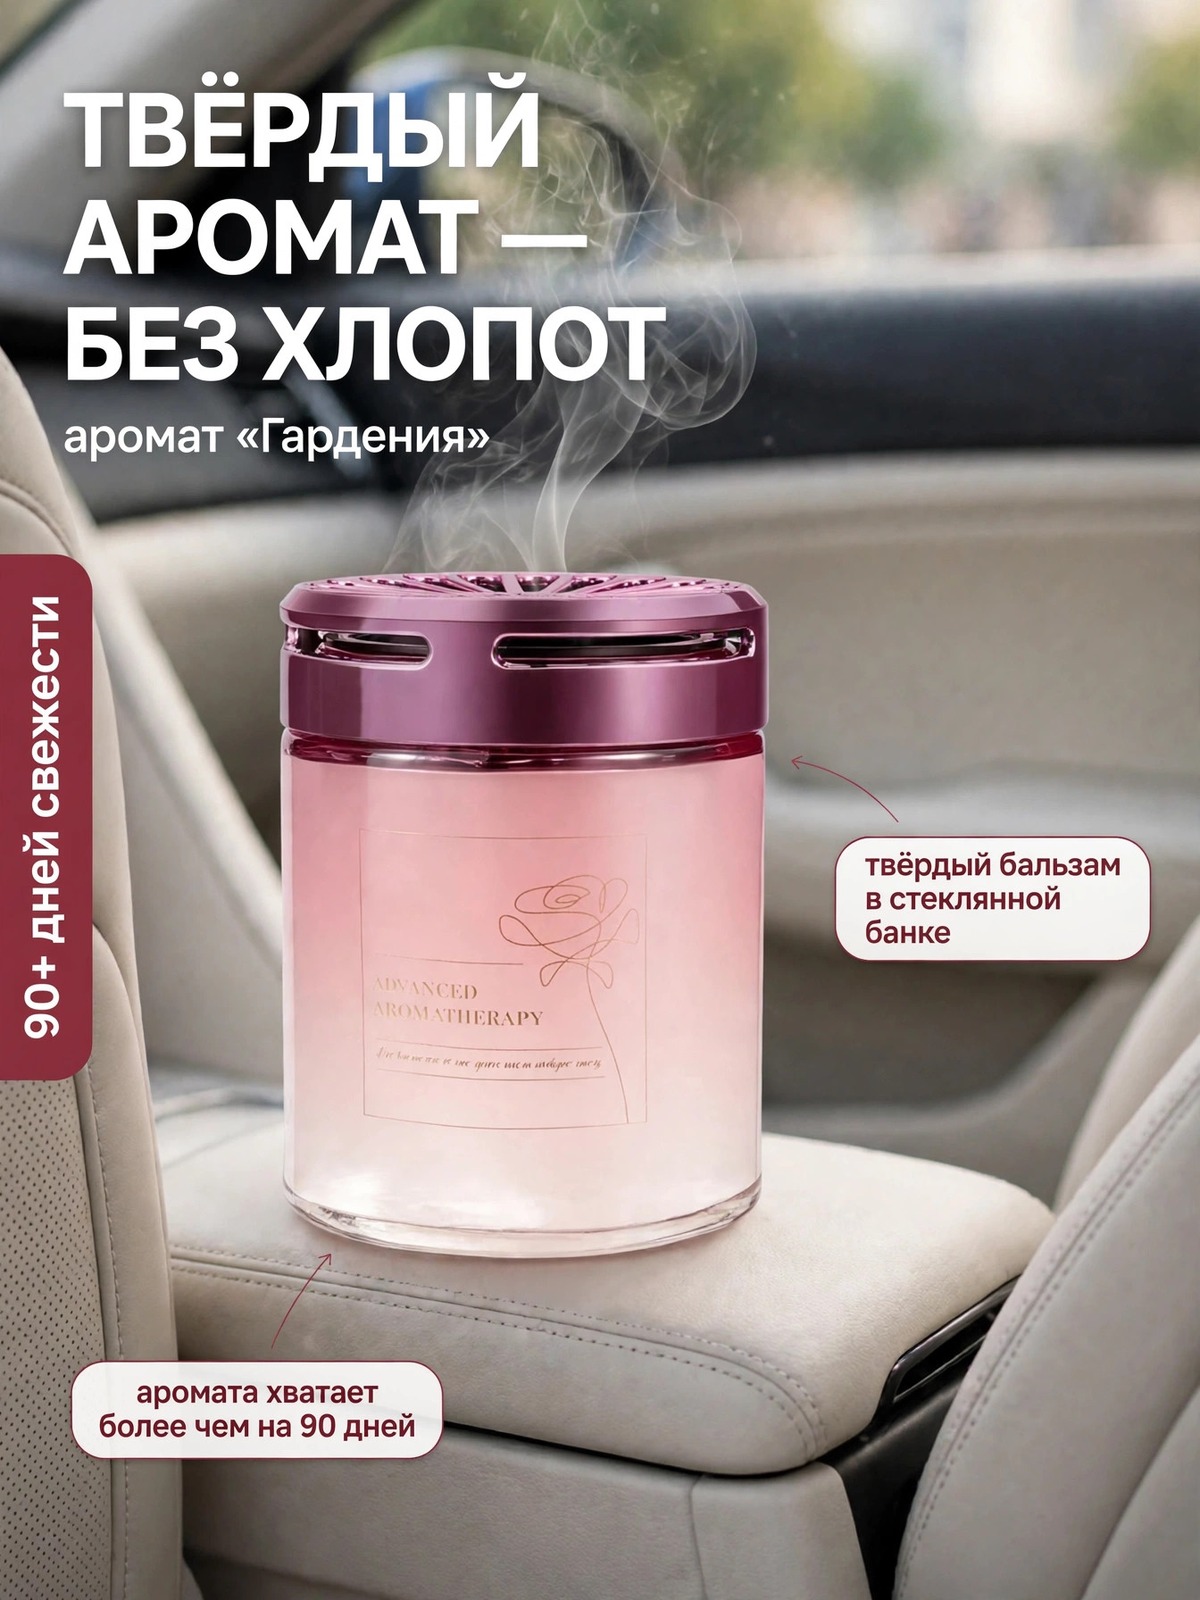 ТВЁРДЫЙ
АРОМАТ —
БЕЗ ХЛОПОТ
аромат «Гардения»
90+ дней свежести
твёрдый бальзам
в стеклянной
банке
ADVANCED
AROMATHERAPY
аромата хватает
более чем на 90 дней